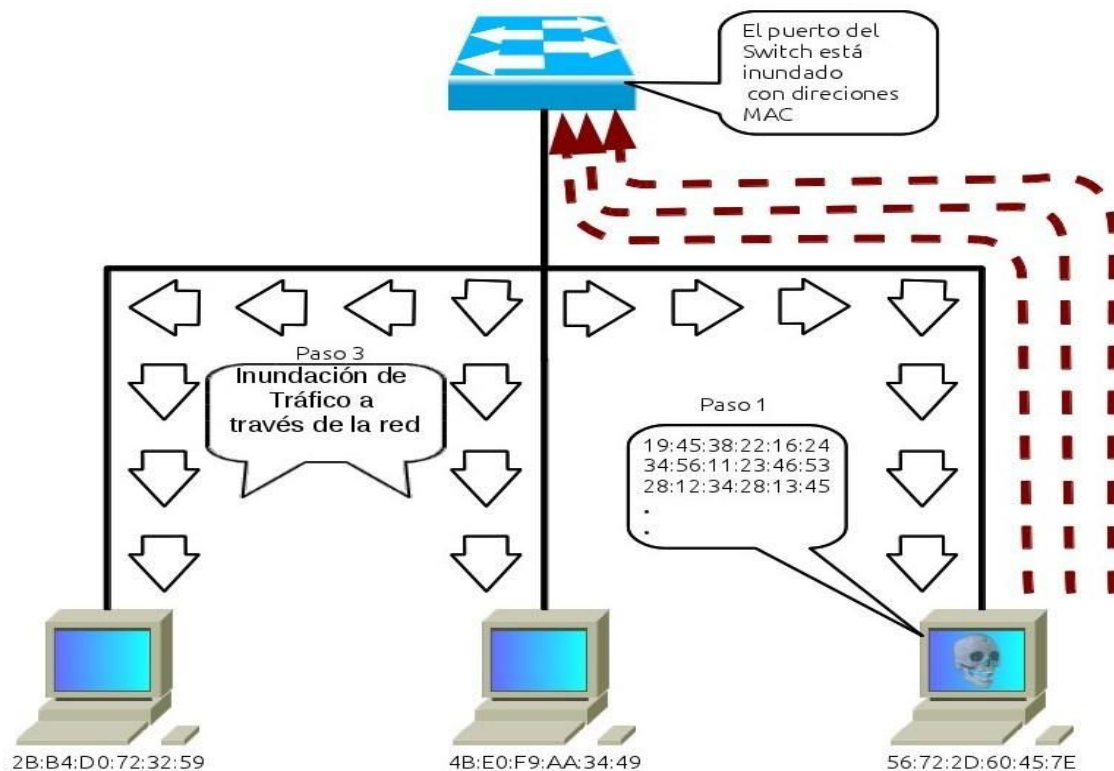 El puerto del
Switch está
inundado
con direciones
MAC
Paso 3
Inundación de
Tráfico a
través de la red
Paso 1
19:45:38:22:16:24
34:56:11:23:46:53
28:12:34:28:13:45
.
.
2B:B4:D0:72:32:59
4B:E0:F9:AA:34:49
56:72:2D:60:45:7E